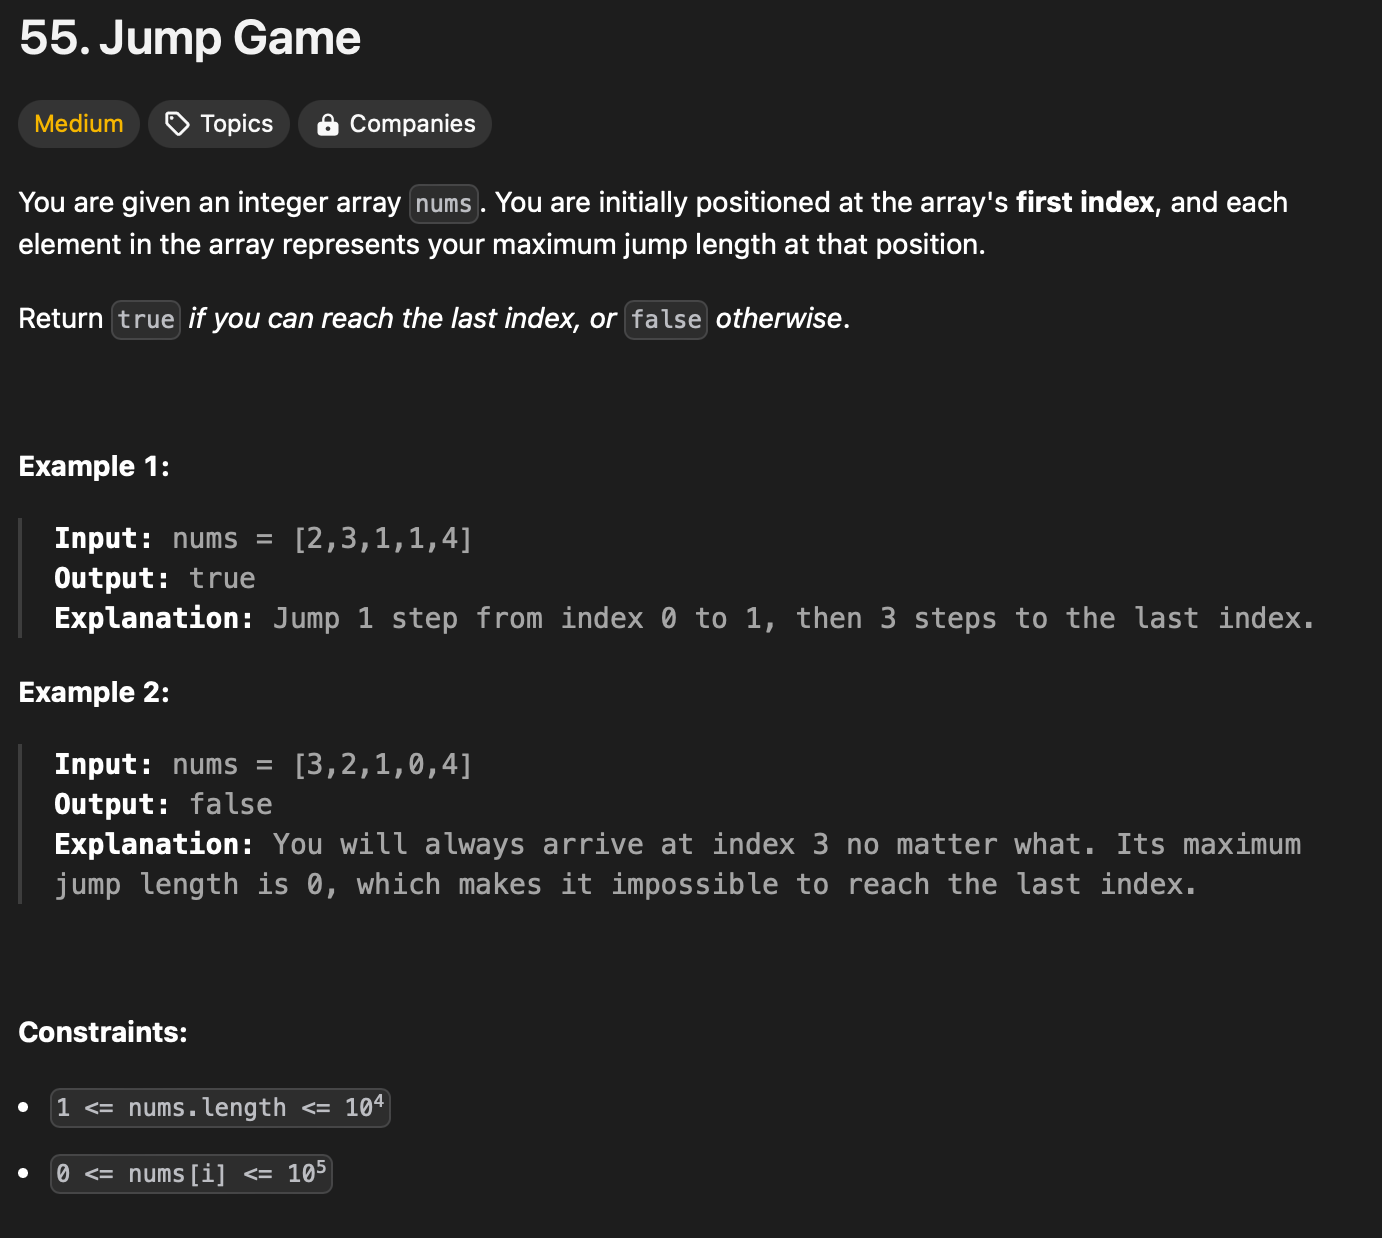 55. Jump Game
Medium Topics Companies
You are given an integer array nums. You are initially positioned at the array's first index, and each
element in the array represents your maximum jump length at that position.
Return true if you can reach the last index, or false otherwise.
Example 1:
Input: nums = [2,3,1,1,4]
Output: true
Explanation: Jump 1 step from index 0 to 1, then 3 steps to the last index.
Example 2:
Input: nums = [3,2,1,0,4]
Output: false
Explanation: You will always arrive at index 3 no matter what. Its maximum
jump length is 0, which makes it impossible to reach the last index.
Constraints:
• 1 <= nums.length <= 10⁴
• 0 <= nums[i] <= 10⁵